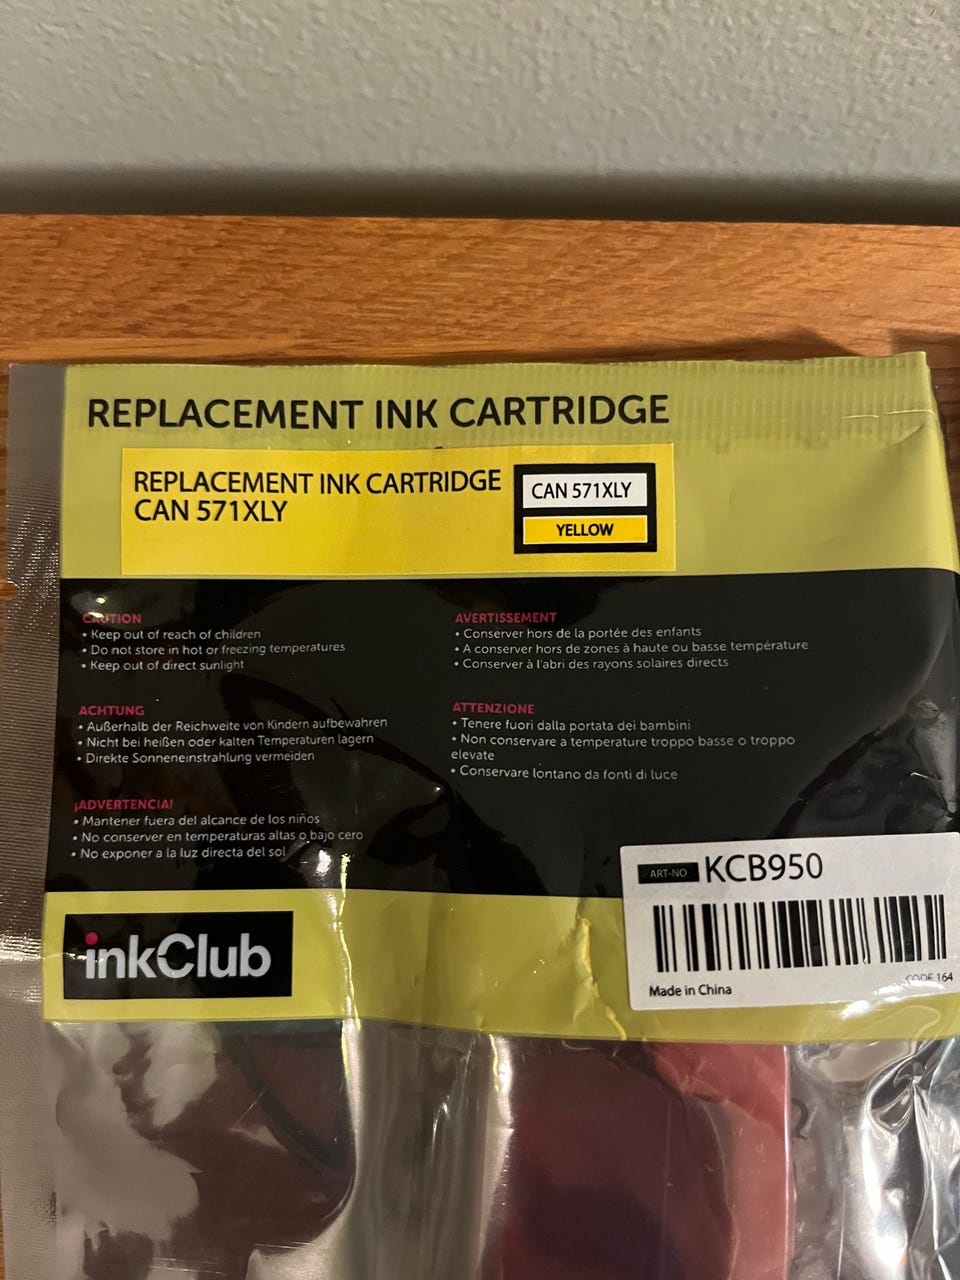 REPLACEMENT INK CARTRIDGE
REPLACEMENT INK CARTRIDGE
CAN 571XLY
CAN 571XLY
YELLOW
CAUTION
• Keep out of reach of children
• Do not store in hot or freezing temperatures
• Keep out of direct sunlight
AVERTISSEMENT
• Conserver hors de la portée des enfants
• A conserver hors de zones à haute ou basse température
• Conserver à l'abri des rayons solaires directs
ACHTUNG
• Außerhalb der Reichweite von Kindern aufbewahren
• Nicht bei heißen oder kalten Temperaturen lagern
• Direkte Sonneneinstrahlung vermeiden
ATTENZIONE
• Tenere fuori dalla portata dei bambini
• Non conservare a temperature troppo basse o troppo
elevate
• Conservare lontano da fonti di luce
¡ADVERTENCIA!
• Mantener fuera del alcance de los niños
• No conserver en temperaturas altas o bajo cero
• No exponer a la luz directa del sol
inkClub
ART-NO KCB950
Made in China
CODE 164